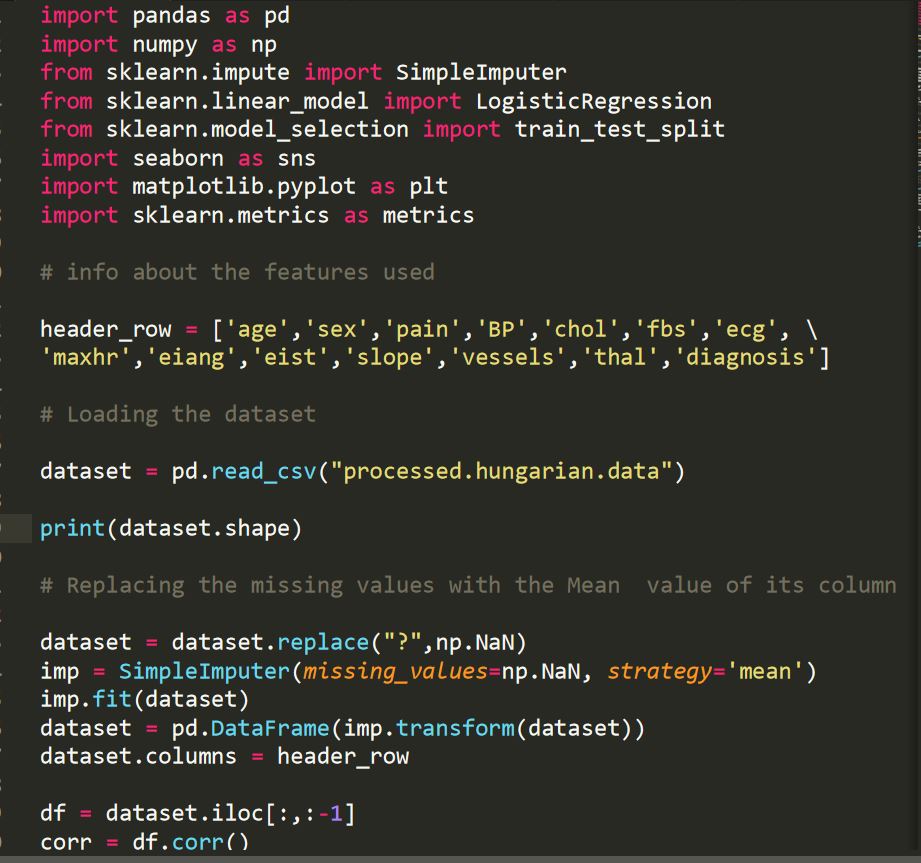 import pandas as pd
import numpy as np
from sklearn.impute import SimpleImputer
from sklearn.linear_model import LogisticRegression
from sklearn.model_selection import train_test_split
import seaborn as sns
import matplotlib.pyplot as plt
import sklearn.metrics as metrics
# info about the features used
header_row = ['age','sex','pain','BP','chol','fbs','ecg', \
'maxhr','eiang','eist','slope','vessels','thal','diagnosis']
# Loading the dataset
dataset = pd.read_csv("processed.hungarian.data")
print(dataset.shape)
# Replacing the missing values with the Mean  value of its column
dataset = dataset.replace("?",np.NaN)
imp = SimpleImputer(missing_values=np.NaN, strategy='mean')
imp.fit(dataset)
dataset = pd.DataFrame(imp.transform(dataset))
dataset.columns = header_row
df = dataset.iloc[:,:-1]
corr = df.corr()